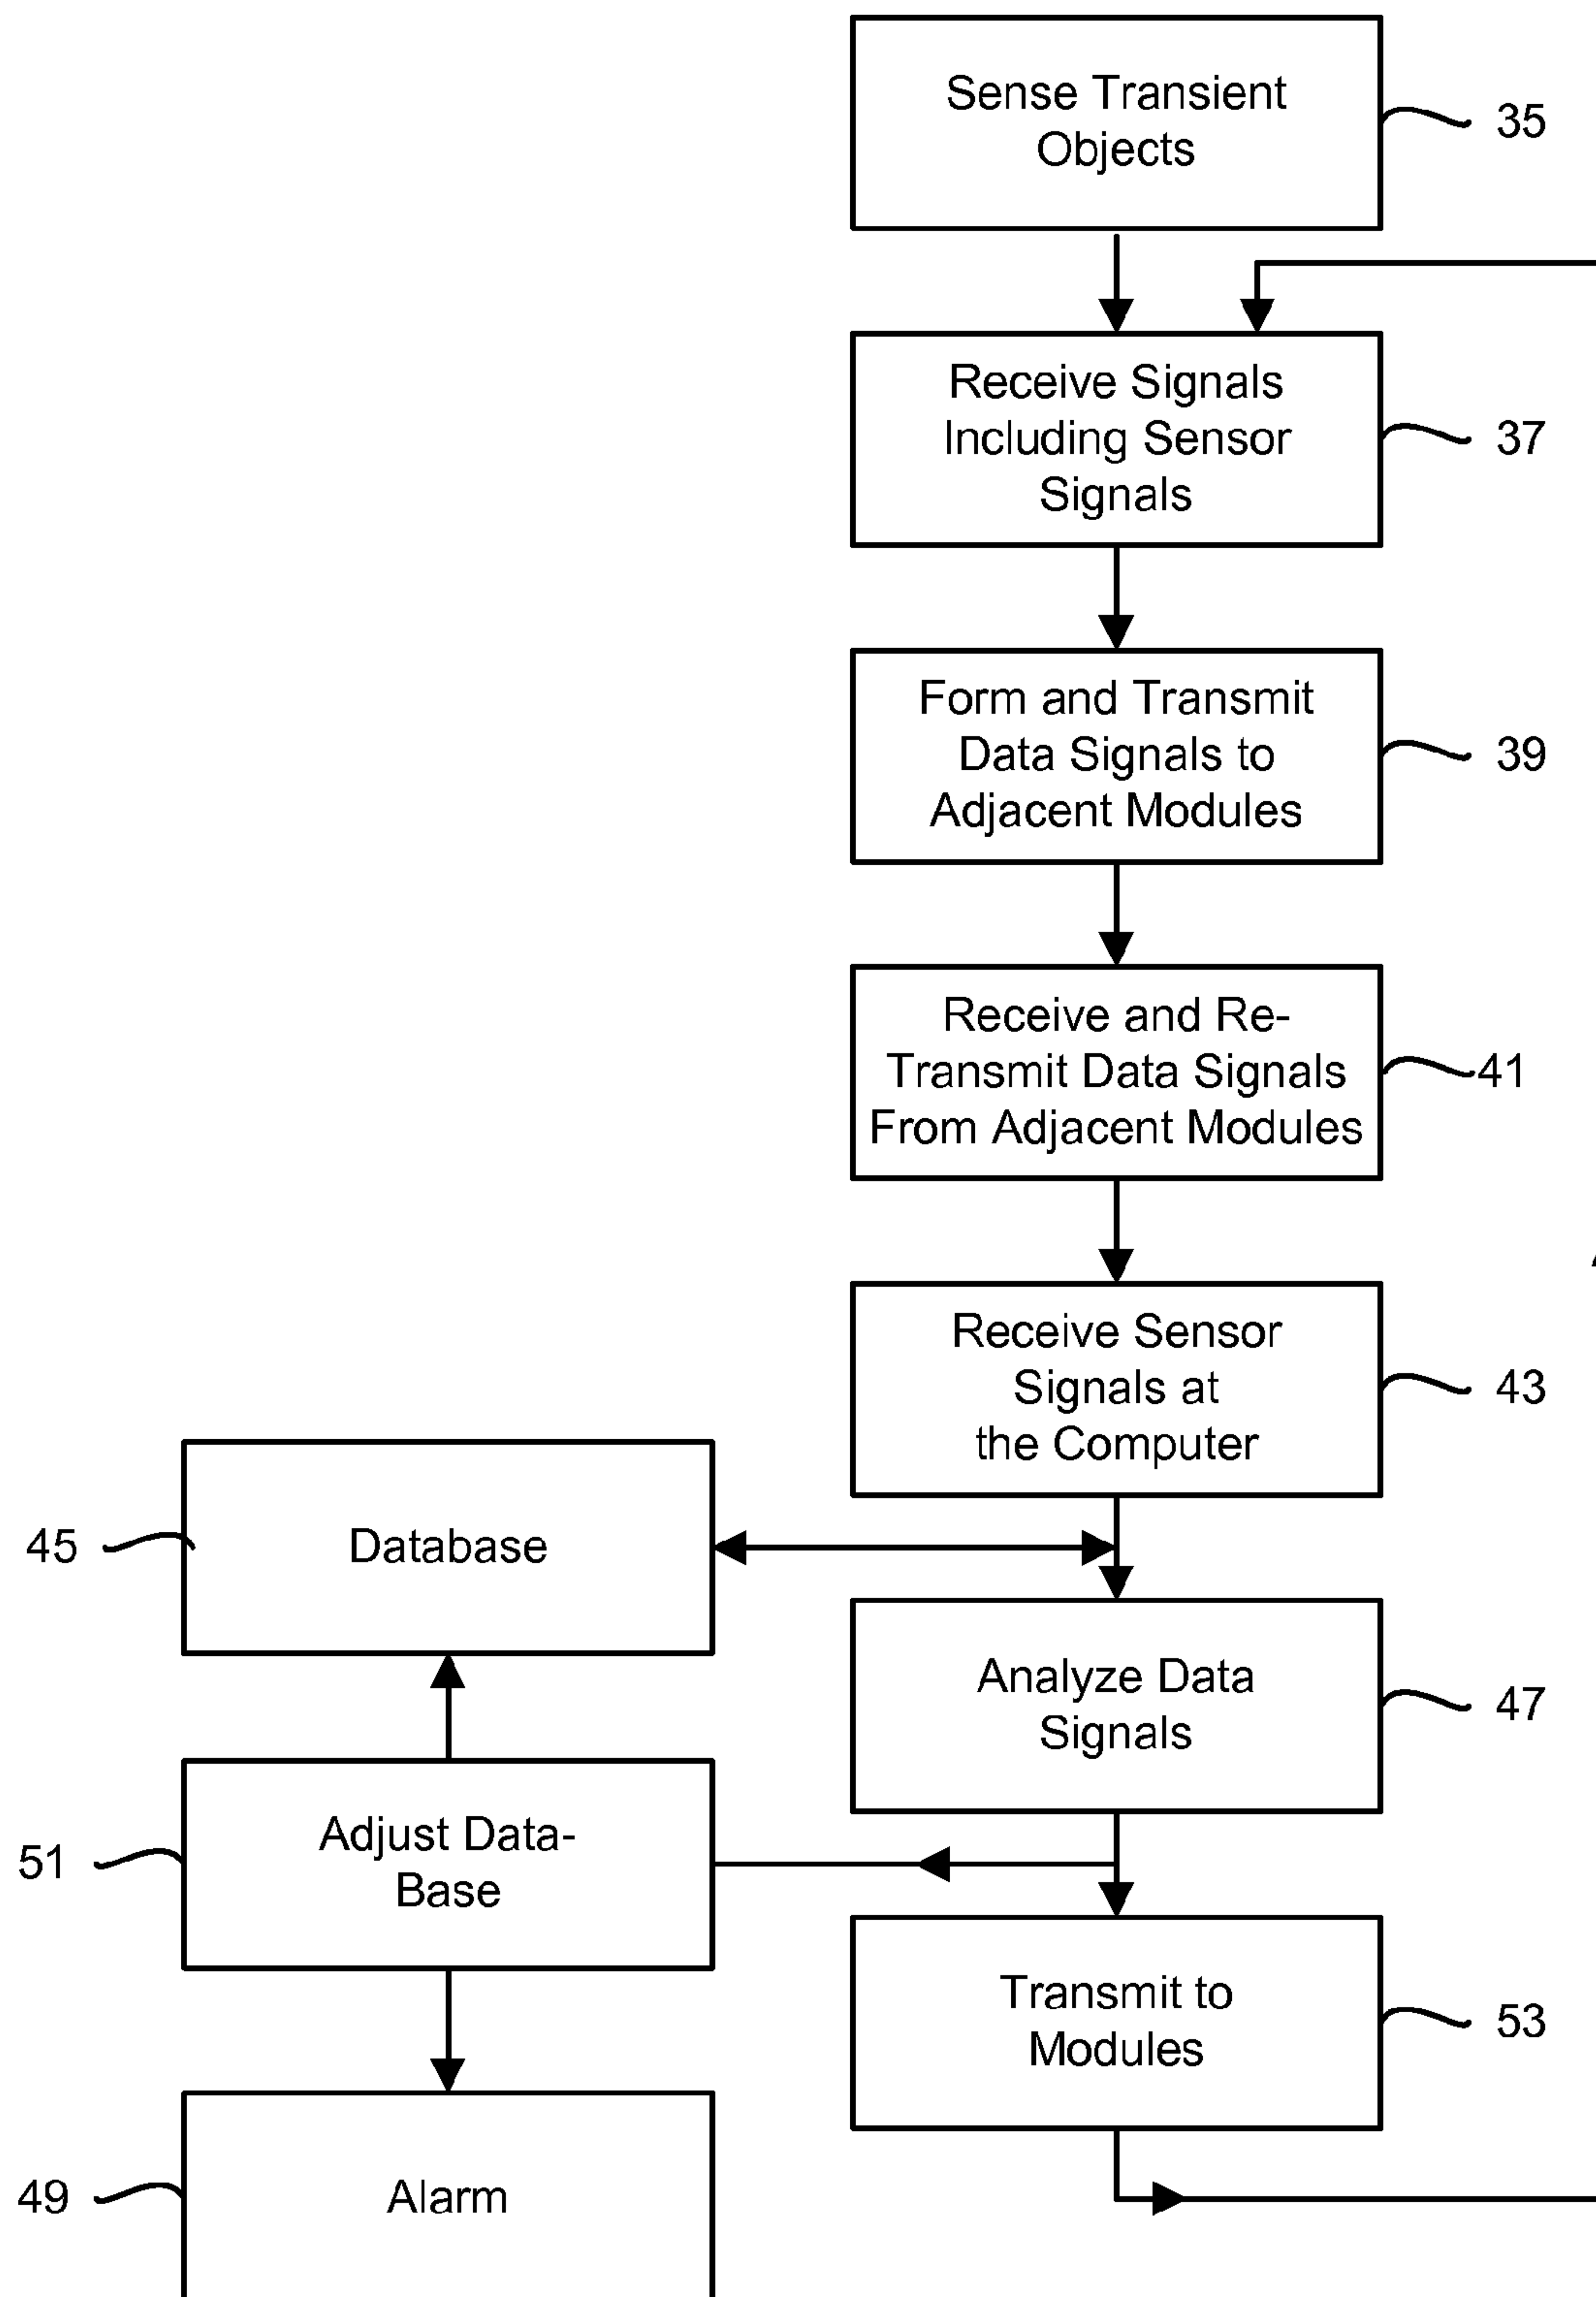 Sense Transient
Objects
35
Receive Signals
Including Sensor
Signals
37
Form and Transmit
Data Signals to
Adjacent Modules
39
Receive and Re-
Transmit Data Signals
From Adjacent Modules
41
Receive Sensor
Signals at
the Computer
43
45
Database
Analyze Data
Signals
47
51
Adjust Data-
Base
Transmit to
Modules
53
49
Alarm